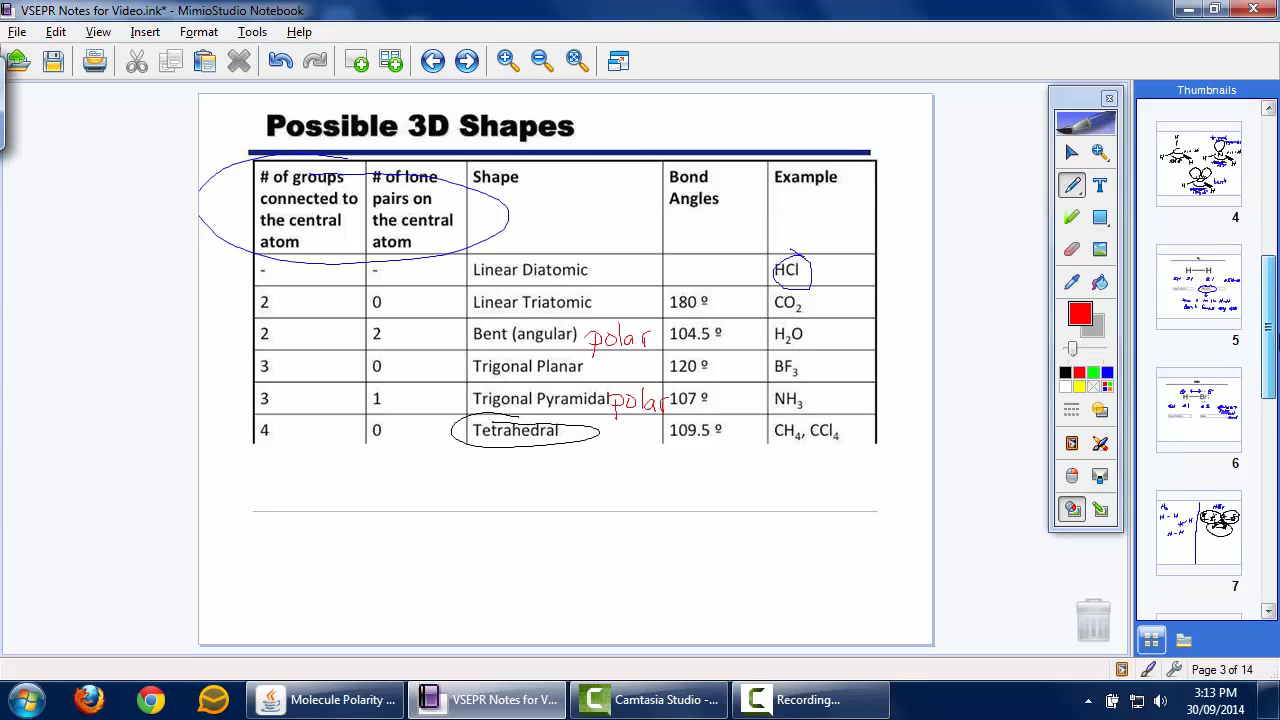 VSEPR Notes for Video.ink* - MimioStudio Notebook
File Edit View Insert Format Tools Help
Thumbnails
Possible 3D Shapes
# of groups connected to the central atom # of lone pairs on the central atom Shape Bond Angles Example
- - Linear Diatomic HCl
2 0 Linear Triatomic 180 º CO2
2 2 Bent (angular) polar 104.5 º H2O
3 0 Trigonal Planar 120 º BF3
3 1 Trigonal Pyramidal polar 107 º NH3
4 0 Tetrahedral 109.5 º CH4, CCl4
4
5
6
7
Page 3 of 14
Molecule Polarity
VSEPR Notes for V...
Camtasia Studio -...
Recording...
3:13 PM
30/09/2014